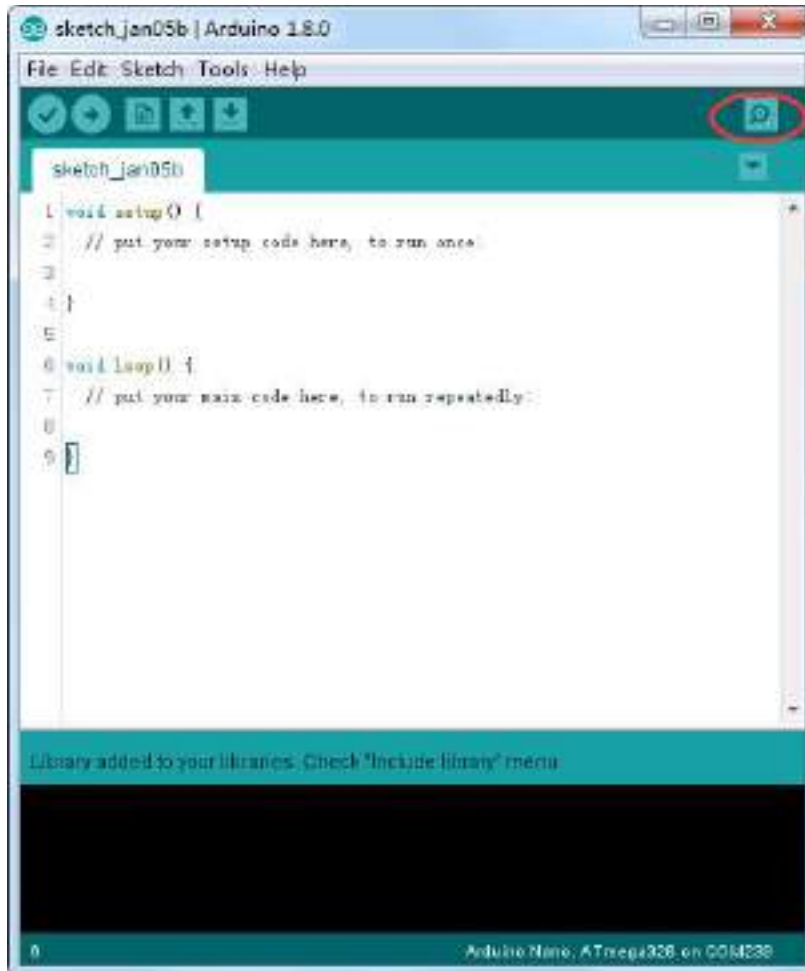 sketch_jan05b | Arduino 1.8.0
File Edit Sketch Tools Help
sketch_jan05b
1 void setup() {
2 // put your setup code here, to run once:
3
4 }
5
6 void loop() {
7 // put your main code here, to run repeatedly:
8
9 }
Library added to your libraries. Check "Include library" menu
Arduino Nano, ATmega328 on